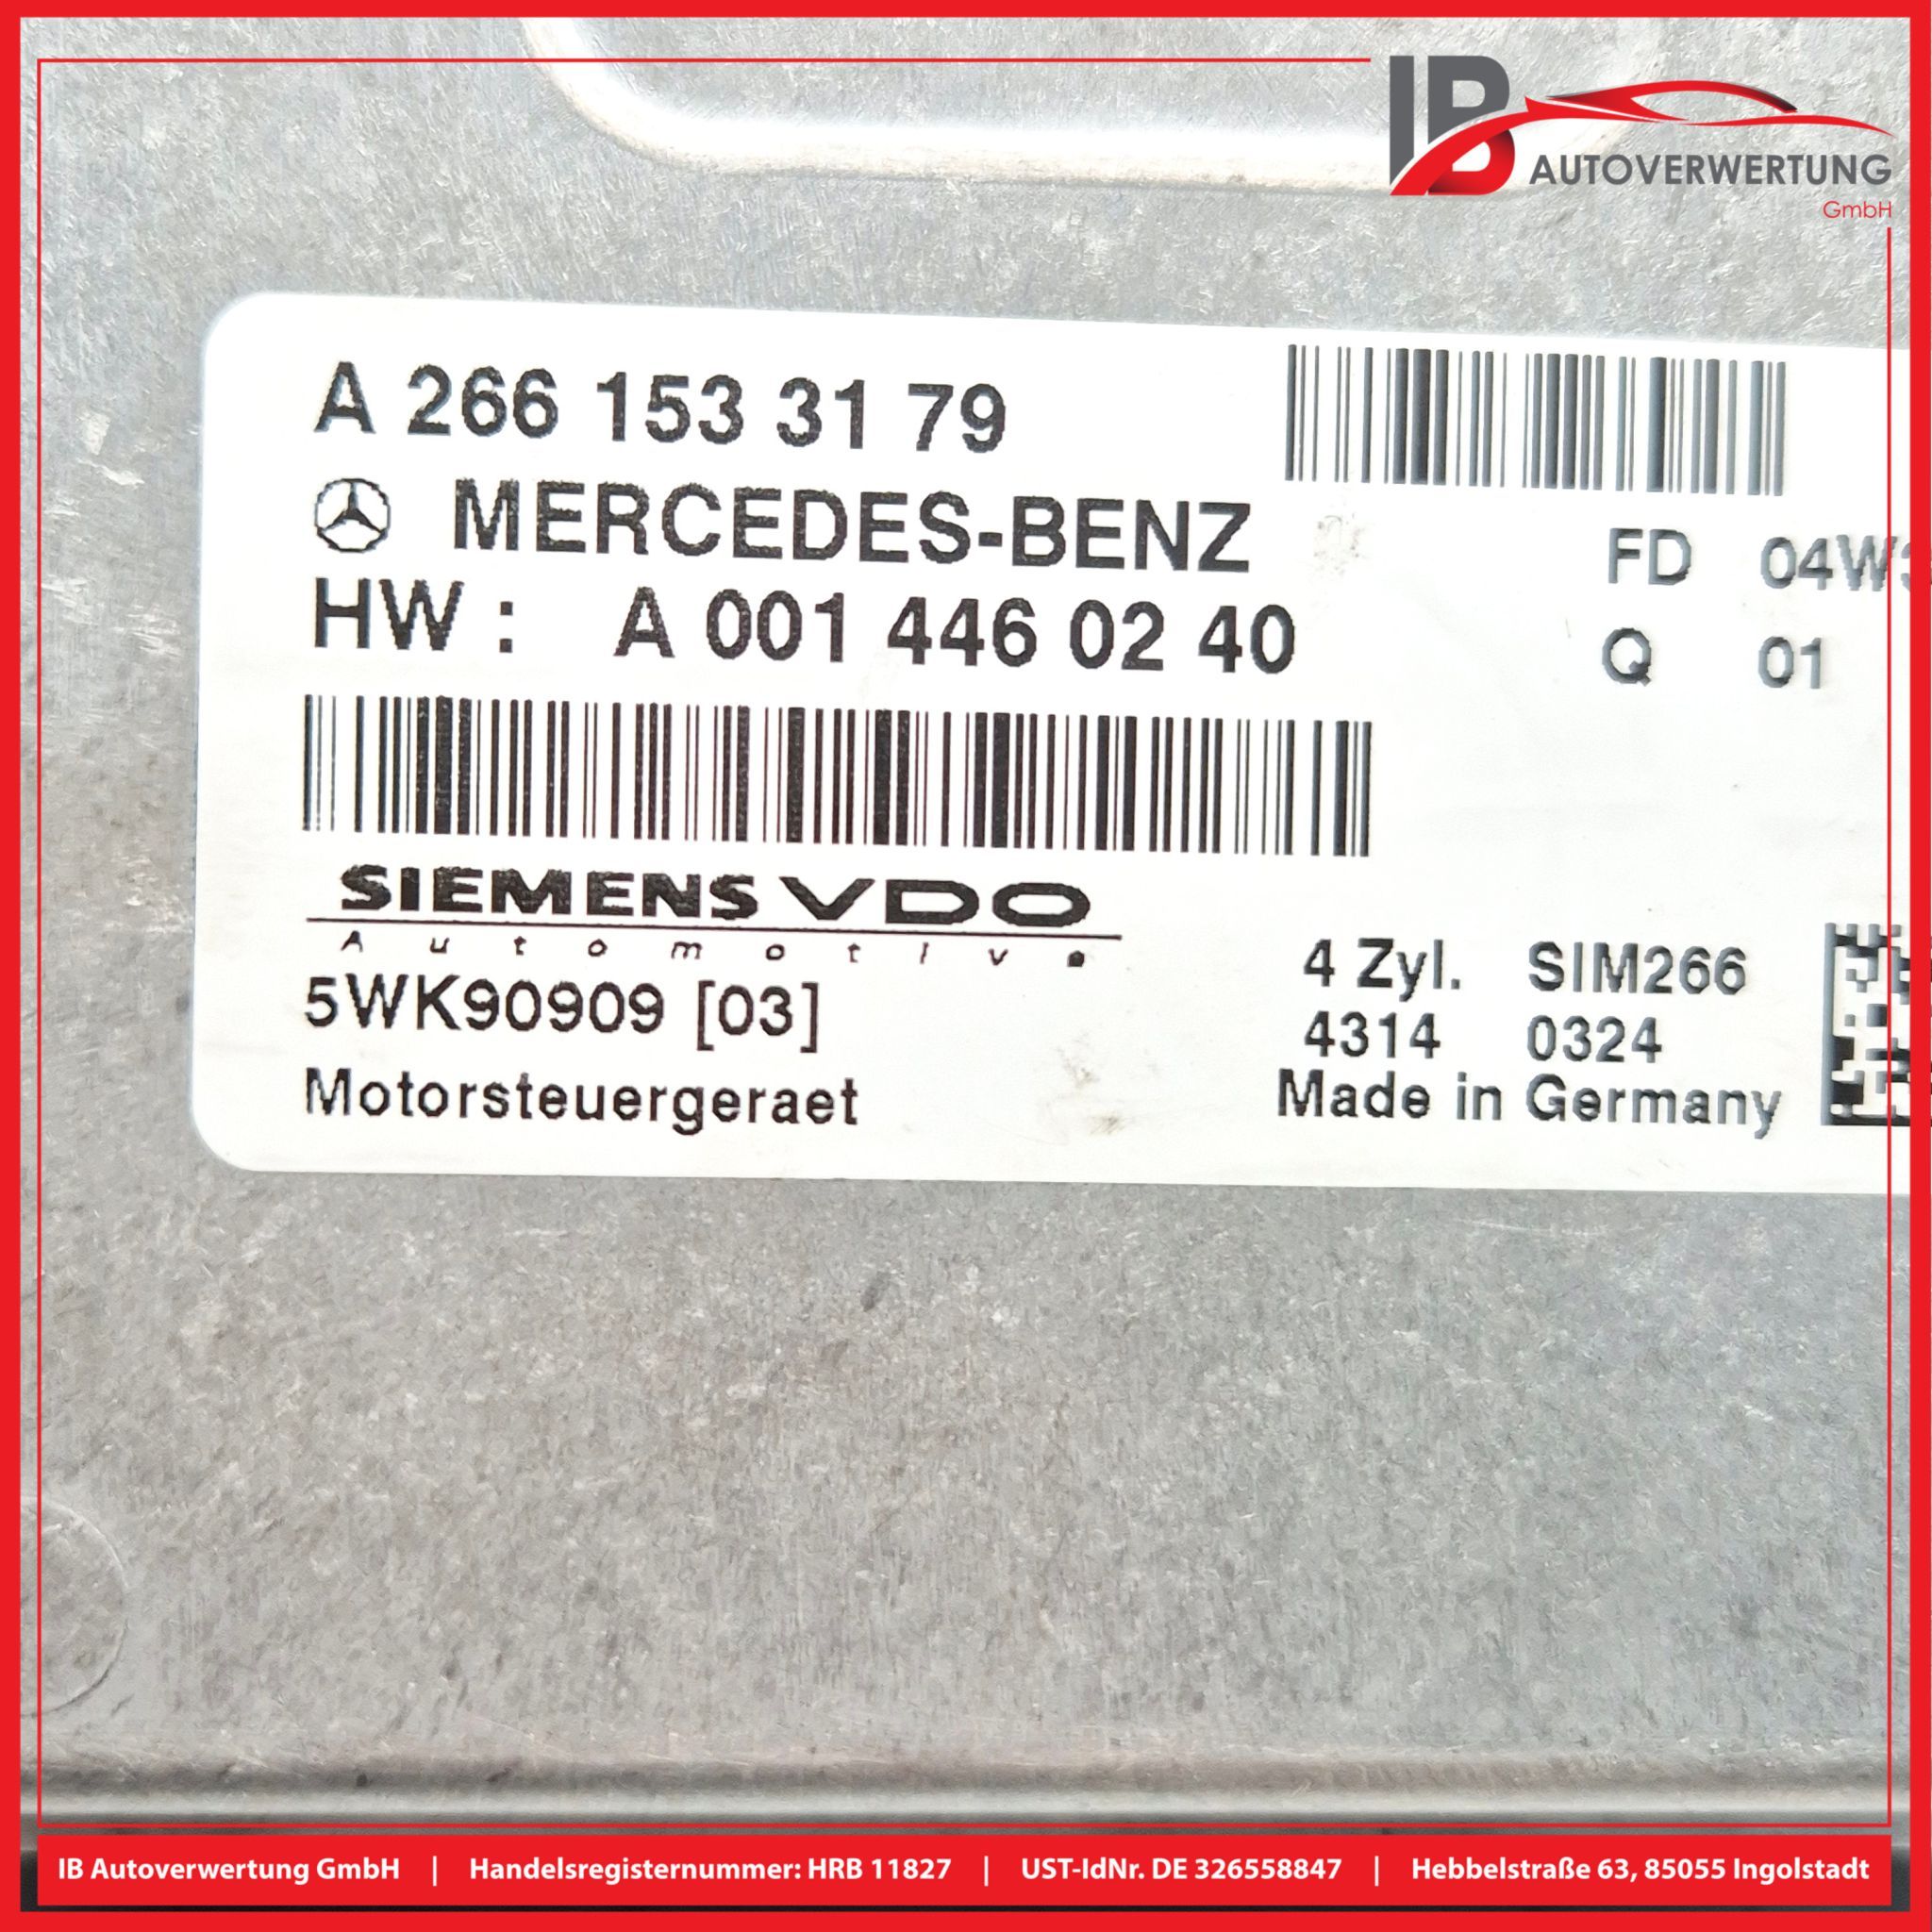 IB AUTOVERWERTUNG
GmbH
A 266 153 31 79
MERCEDES-BENZ
HW : A 001 446 02 40
FD
Q 01
SIEMENS VDO
Automotive
5WK90909 [03]
Motorsteuergeraet
4 Zyl. SIM266
4314 0324
Made in Germany
IB Autoverwertung GmbH | Handelsregisternummer: HRB 11827 | UST-IdNr. DE 326558847 | Hebbelstraße 63, 85055 Ingolstadt